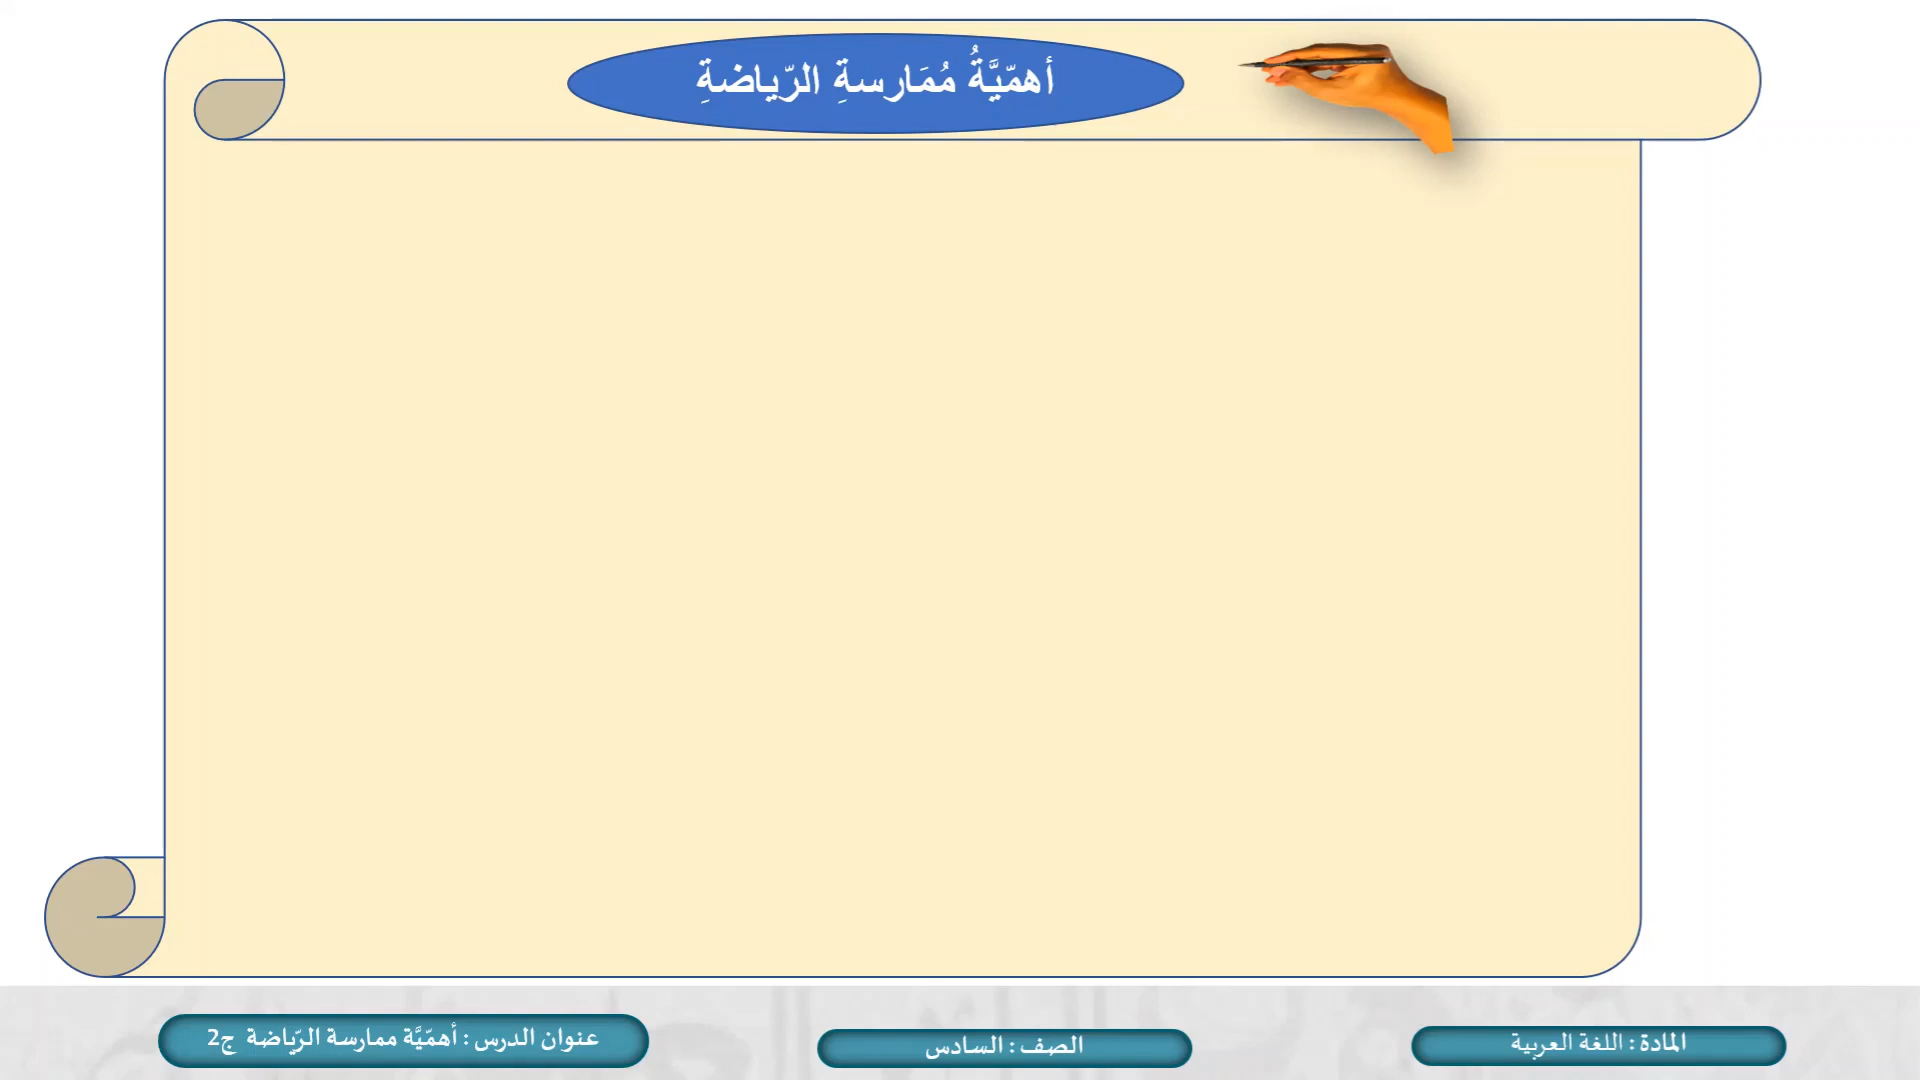 أهمّيَّةُ مُمَارسةِ الرّياضةِ
المادة : اللغة العربية
الصف : السادس
عنوان الدرس : أهمّيَّة ممارسة الرّياضة ج2